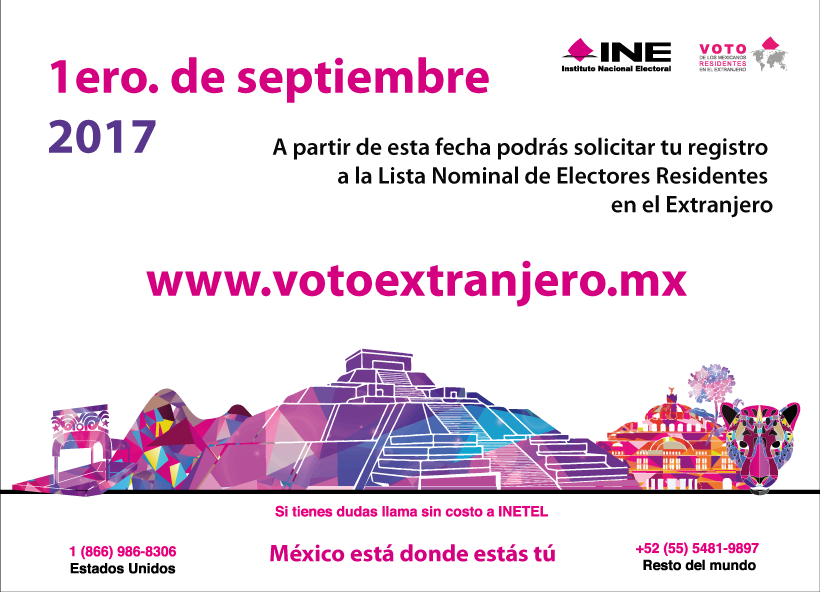 1ero. de septiembre
2017
INE
Instituto Nacional Electoral
VOTO
DE LOS MEXICANOS
RESIDENTES
EN EL EXTRANJERO
A partir de esta fecha podrás solicitar tu registro
a la Lista Nominal de Electores Residentes
en el Extranjero
www.votoextranjero.mx
Si tienes dudas llama sin costo a INETEL
1 (866) 986-8306
Estados Unidos
México está donde estás tú
+52 (55) 5481-9897
Resto del mundo